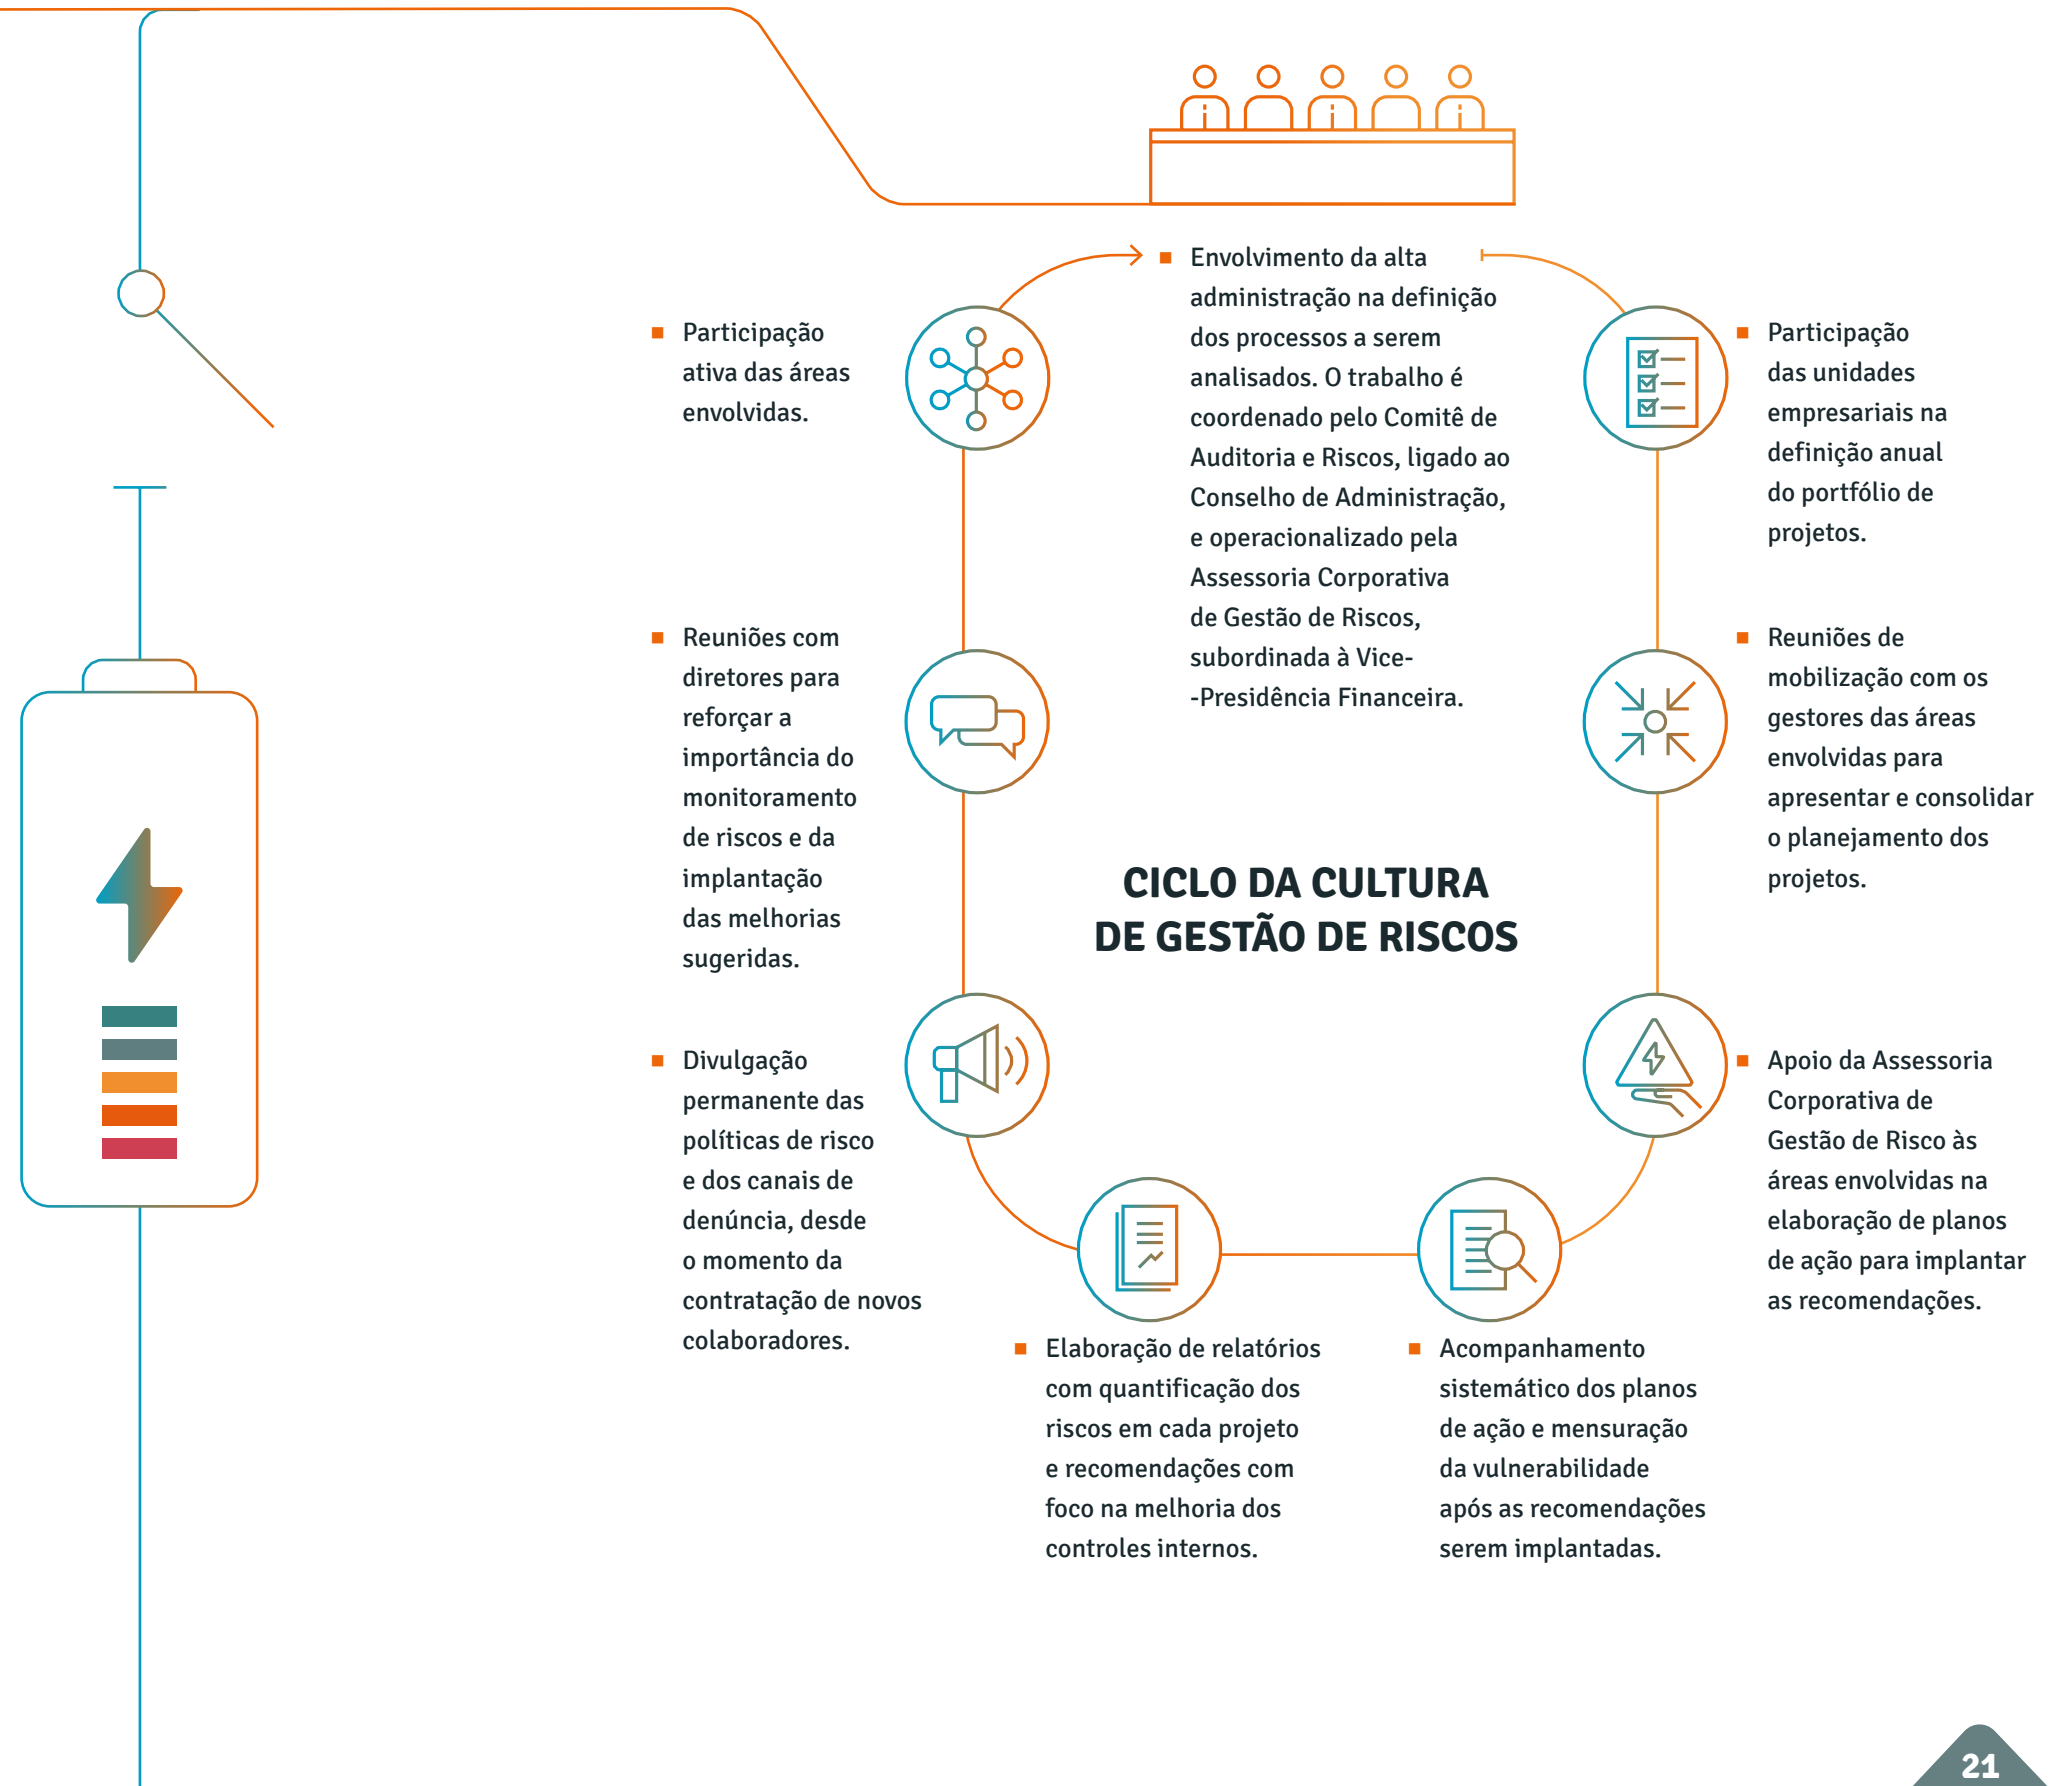 Envolvimento da alta
administração na definição
dos processos a serem
analisados. O trabalho é
coordenado pelo Comitê de
Auditoria e Riscos, ligado ao
Conselho de Administração,
e operacionalizado pela
Assessoria Corporativa
de Gestão de Riscos,
subordinada à Vice-
-Presidência Financeira.
Participação
das unidades
empresariais na
definição anual
do portfólio de
projetos.
Reuniões de
mobilização com os
gestores das áreas
envolvidas para
apresentar e consolidar
o planejamento dos
projetos.
Apoio da Assessoria
Corporativa de
Gestão de Risco às
áreas envolvidas na
elaboração de planos
de ação para implantar
as recomendações.
Acompanhamento
sistemático dos planos
de ação e mensuração
da vulnerabilidade
após as recomendações
serem implantadas.
Elaboração de relatórios
com quantificação dos
riscos em cada projeto
e recomendações com
foco na melhoria dos
controles internos.
Divulgação
permanente das
políticas de risco
e dos canais de
denúncia, desde
o momento da
contratação de novos
colaboradores.
Reuniões com
diretores para
reforçar a
importância do
monitoramento
de riscos e da
implantação
das melhorias
sugeridas.
Participação
ativa das áreas
envolvidas.
CICLO DA CULTURA
DE GESTÃO DE RISCOS
21